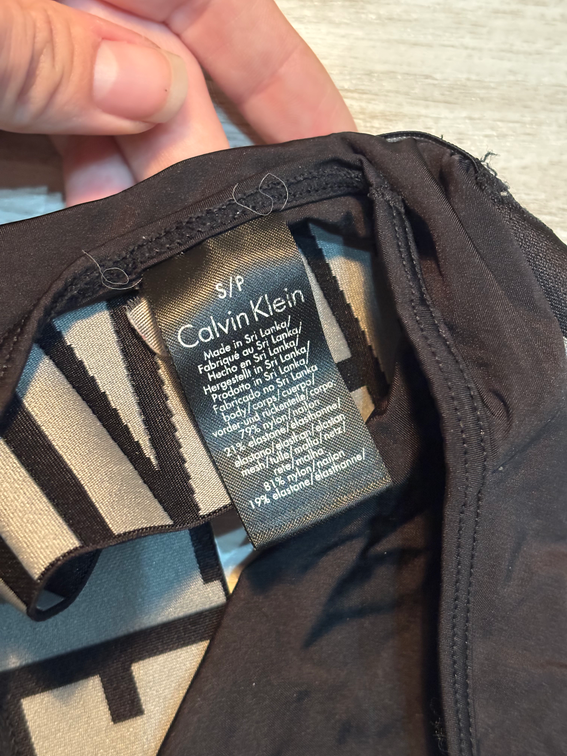 S/P
Calvin Klein
Made in Sri Lanka/
Fabriqué au Sri Lanka/
Hecho en Sri Lanka/
Hergestellt in Sri Lanka/
Prodotto in Sri Lanka/
Fabricado no Sri Lanka
body/corps/cuerpo/
vorder-und rückenteile/corpo:
79% nylon/nailon
21% elastane/élasthanne/
elastano/elasthan/elastan
mesh/tulle/malla/netz/
rete/malha:
81% nylon/nailon
19% elastane/élasthanne/